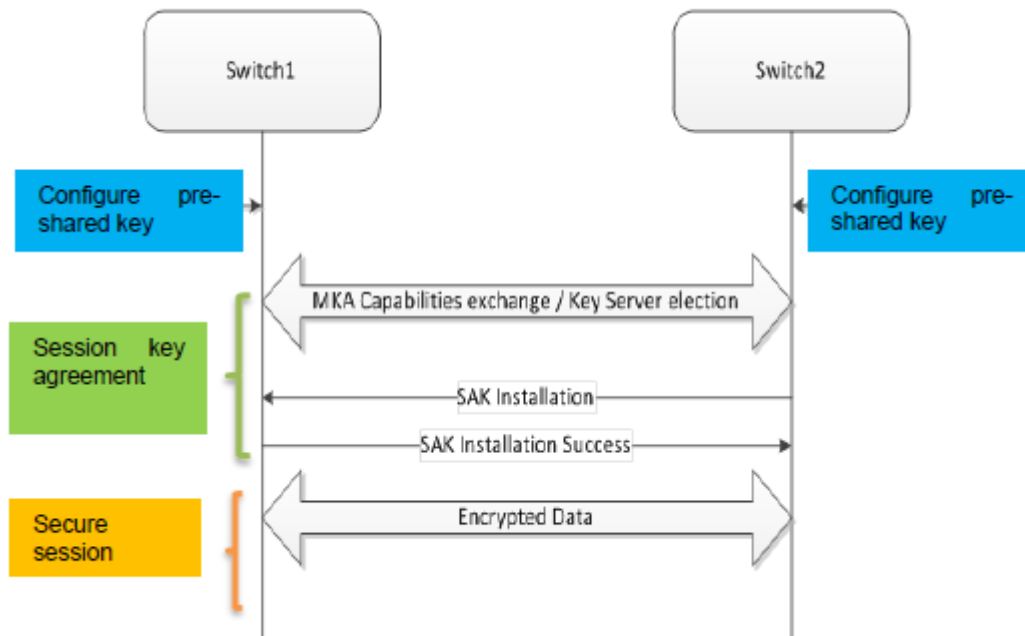 Switch1
Switch2
Configure pre-
shared key
Configure pre-
shared key
MKA Capabilities exchange / Key Server election
Session key
agreement
SAK Installation
SAK Installation Success
Secure
session
Encrypted Data